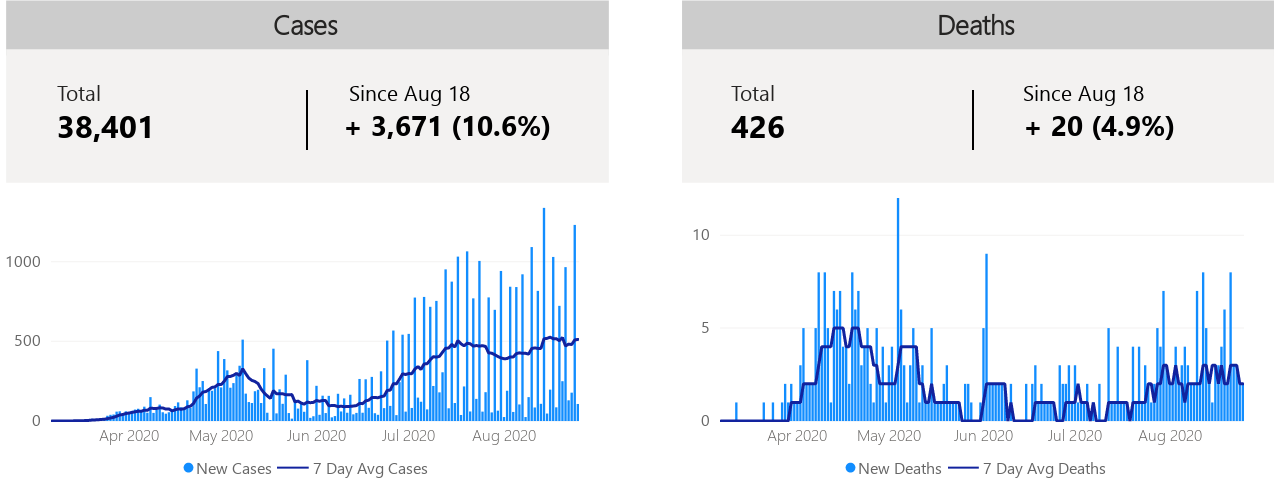 Cases
Total
38,401
Since Aug 18
+ 3,671 (10.6%)
1000
500
0
Apr 2020 May 2020 Jun 2020 Jul 2020 Aug 2020
New Cases 7 Day Avg Cases
Deaths
Total
426
Since Aug 18
+ 20 (4.9%)
10
5
0
Apr 2020 May 2020 Jun 2020 Jul 2020 Aug 2020
New Deaths 7 Day Avg Deaths